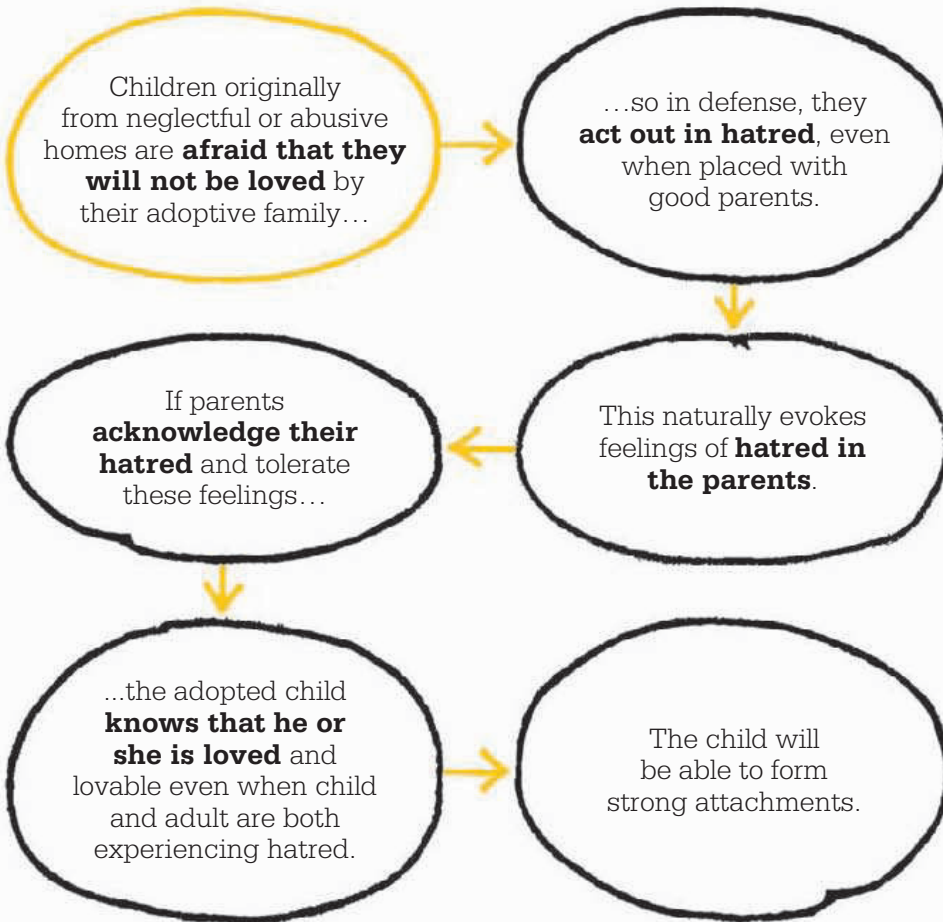 Children originally
from neglectful or abusive
homes are afraid that they
will not be loved by
their adoptive family…
…so in defense, they
act out in hatred, even
when placed with
good parents.
This naturally evokes
feelings of hatred in
the parents.
If parents
acknowledge their
hatred and tolerate
these feelings…
...the adopted child
knows that he or
she is loved and
lovable even when child
and adult are both
experiencing hatred.
The child will
be able to form
strong attachments.